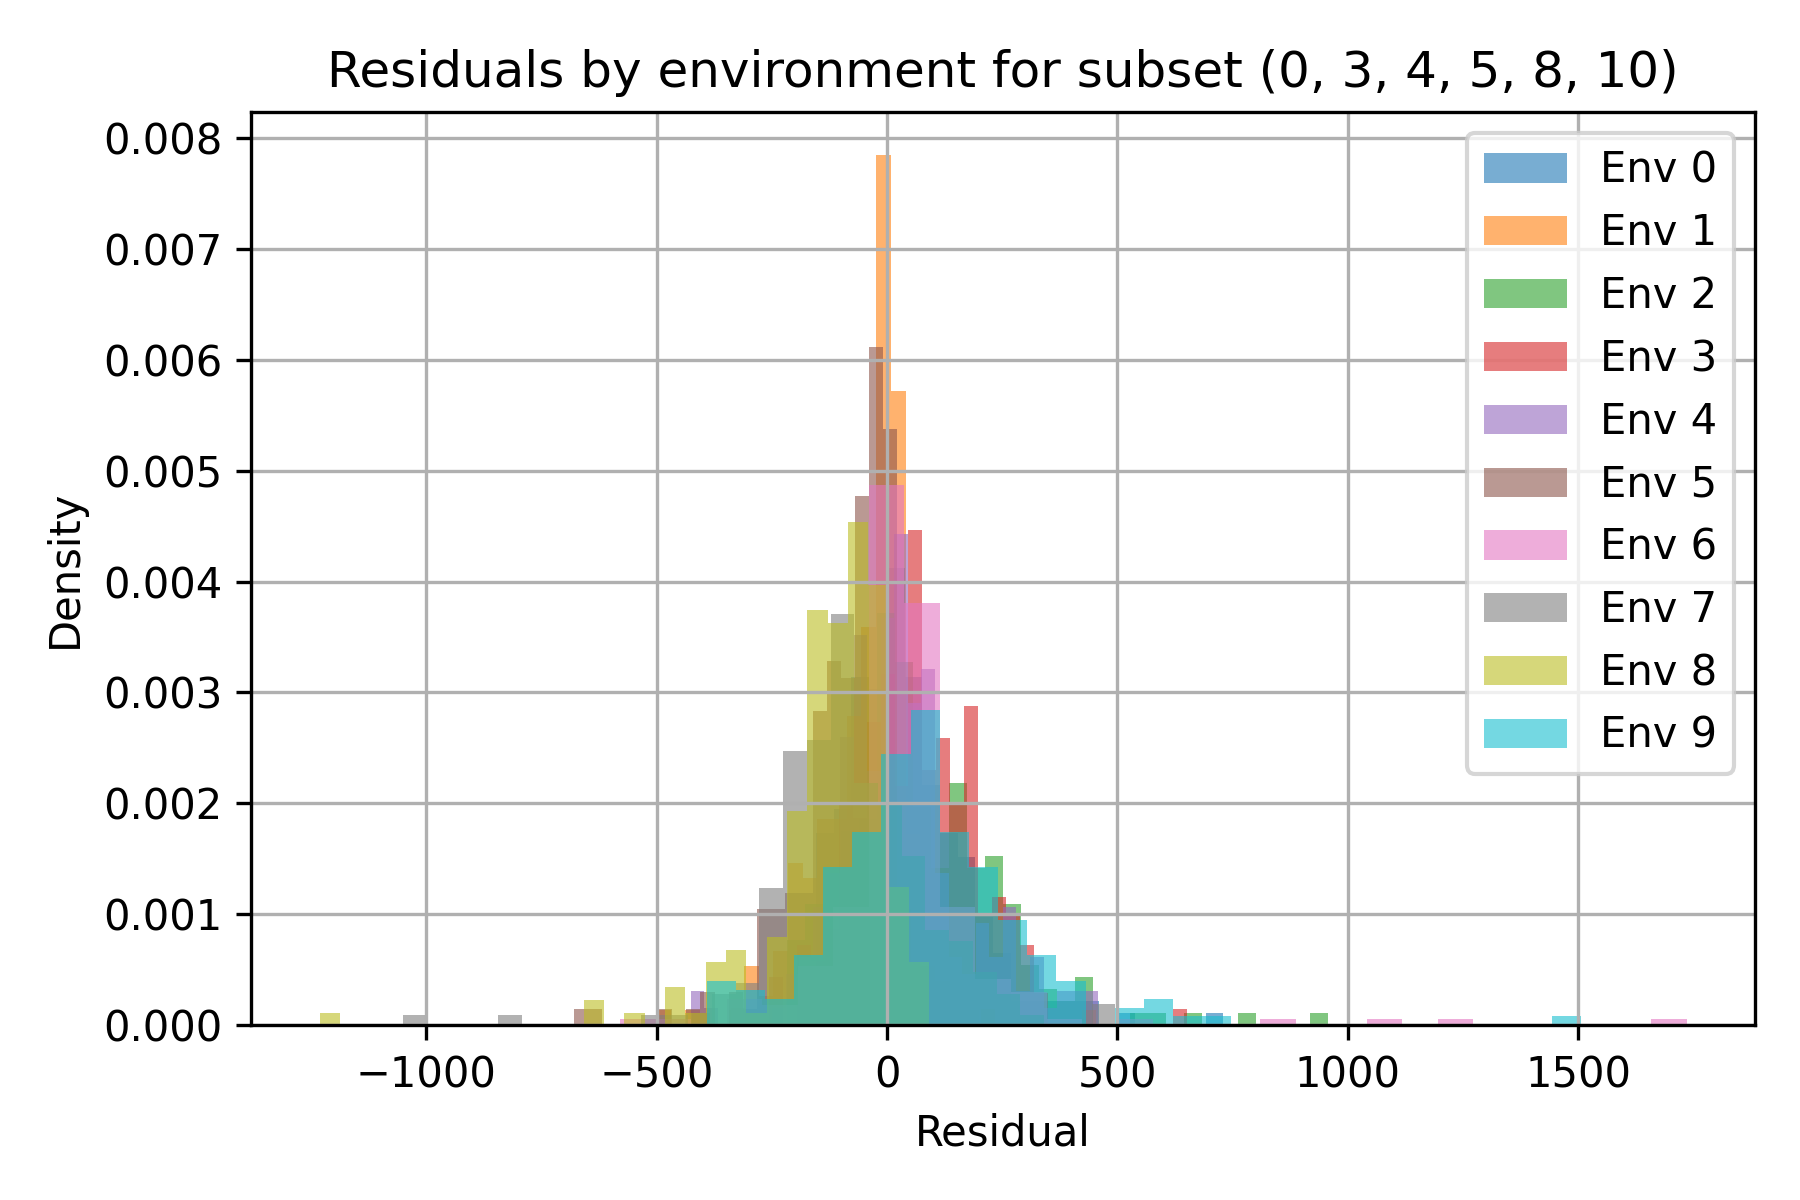 Residuals by environment for subset (0, 3, 4, 5, 8, 10)
0.008
0.007
0.006
0.005
0.004
0.003
0.002
0.001
0.000
Density
Env 0
Env 1
Env 2
Env 3
Env 4
Env 5
Env 6
Env 7
Env 8
Env 9
−1000 −500 0 500 1000 1500
Residual